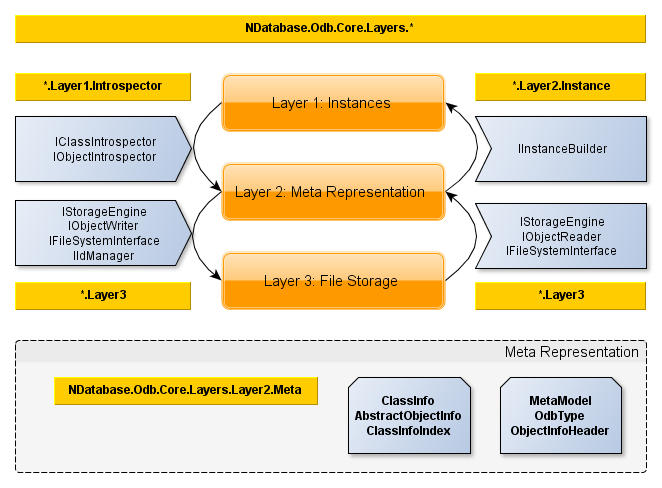 NDatabase.Odb.Core.Layers.*
*.Layer1.Introspector
Layer 1: Instances
*.Layer2.Instance
IClassIntrospector
IObjectIntrospector
IInstanceBuilder
Layer 2: Meta Representation
IStorageEngine
IObjectWriter
IFileSystemInterface
IIdManager
IStorageEngine
IObjectReader
IFileSystemInterface
Layer 3: File Storage
*.Layer3
*.Layer3
Meta Representation
NDatabase.Odb.Core.Layers.Layer2.Meta
ClassInfo
AbstractObjectInfo
ClassInfoIndex
MetaModel
OdbType
ObjectInfoHeader